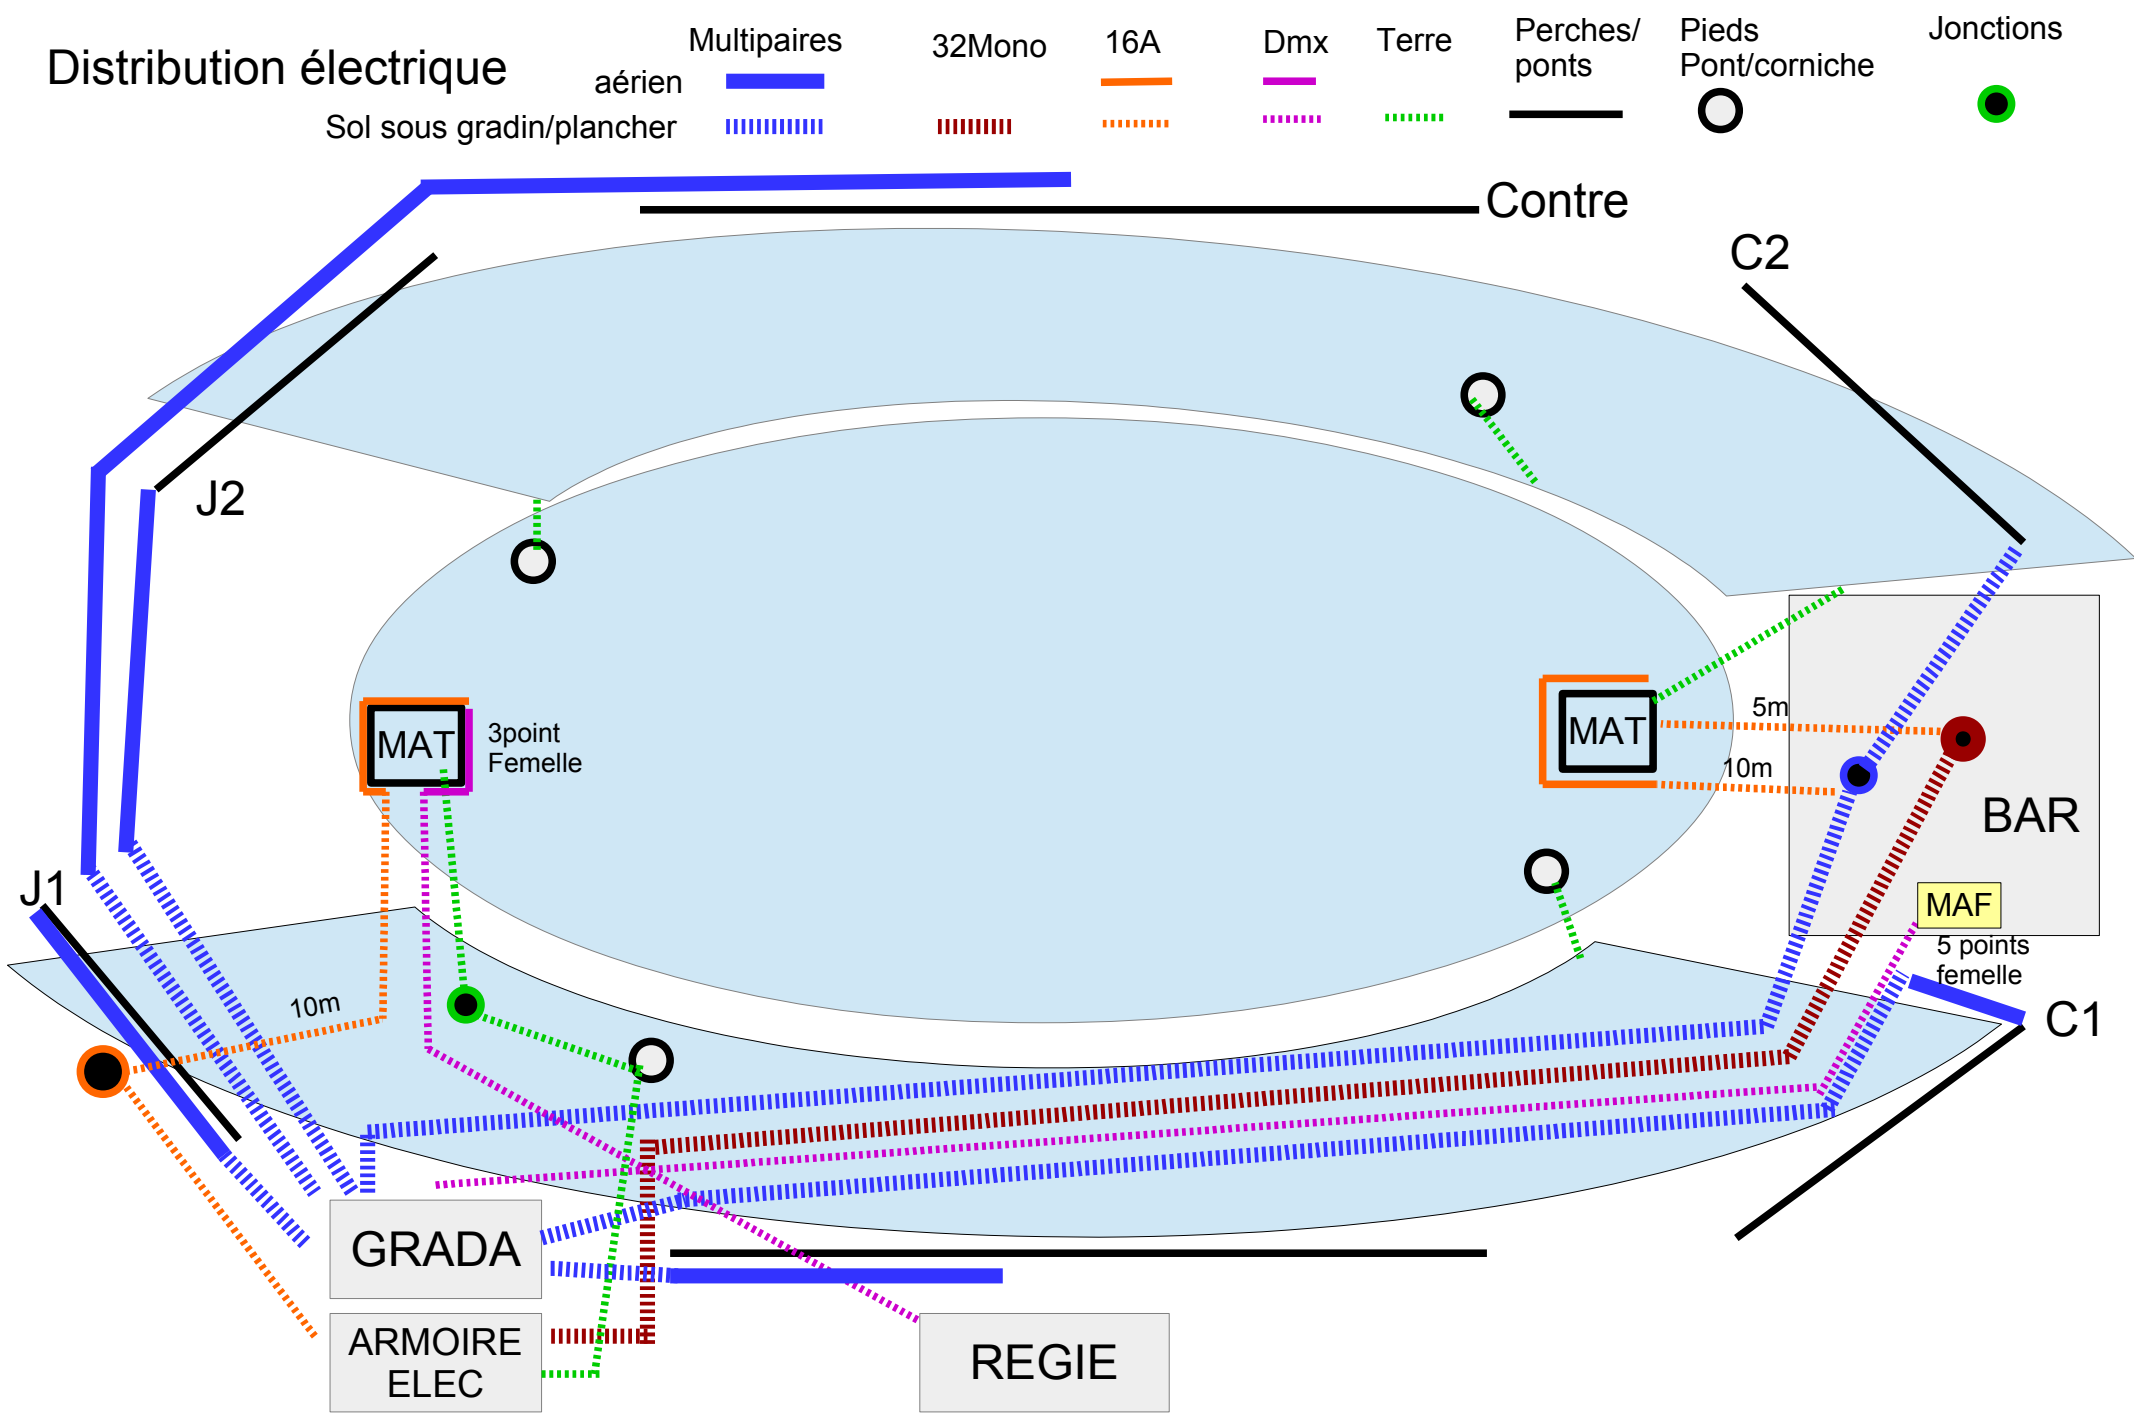 Distribution électrique
Multipaires
32Mono
16A
Dmx
Terre
Perches/
ponts
Pieds
Pont/corniche
Jonctions
aérien
Sol sous gradin/plancher
Contre
C2
J2
MAT
3point
Femelle
MAT
5m
10m
BAR
MAF
5 points
femelle
J1
10m
C1
GRADA
ARMOIRE
ELEC
REGIE